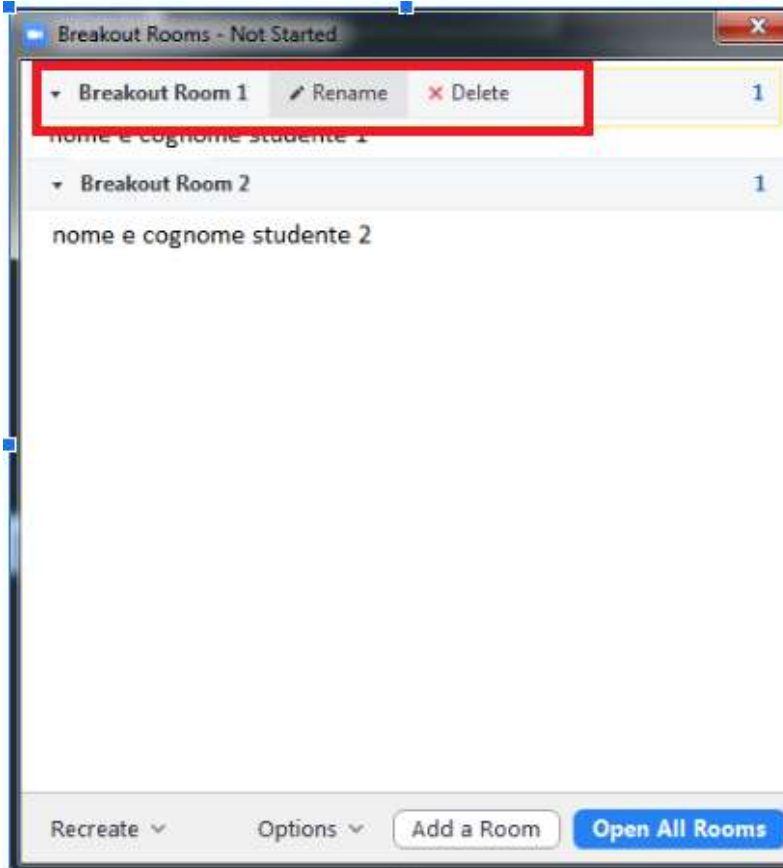 Breakout Rooms - Not Started
Breakout Room 1 Rename × Delete 1
nome e cognome studente 1
Breakout Room 2 1
nome e cognome studente 2
Recreate Options Add a Room Open All Rooms